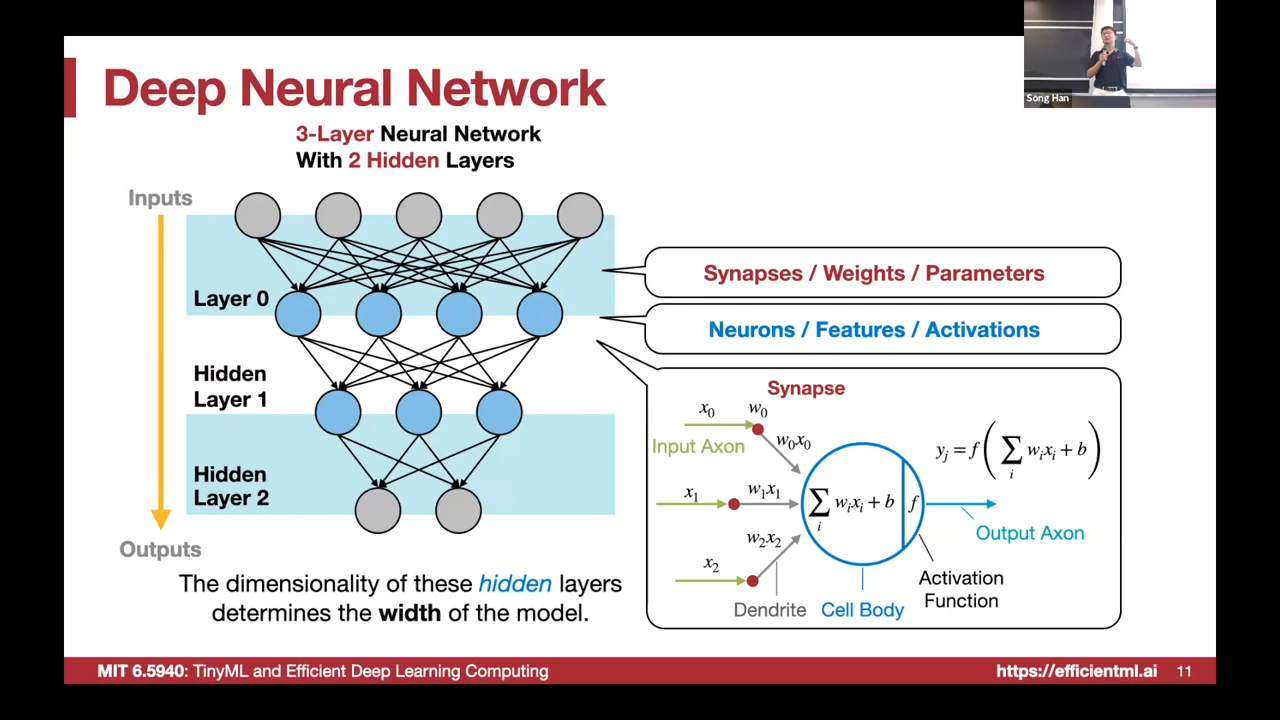 Deep Neural Network
3-Layer Neural Network
With 2 Hidden Layers
Inputs
Layer 0
Hidden
Layer 1
Hidden
Layer 2
Outputs
The dimensionality of these hidden layers
determines the width of the model.
Song Han
Synapses / Weights / Parameters
Neurons / Features / Activations
Synapse
x₀
w₀
w₀x₀
Input Axon
x₁
w₁x₁
x₂
w₂x₂
∑ᵢ wᵢxᵢ + b
f
yⱼ = f(∑ᵢ wᵢxᵢ + b)
Output Axon
Dendrite
Cell Body
Activation
Function
MIT 6.5940: TinyML and Efficient Deep Learning Computing
https://efficientml.ai
11